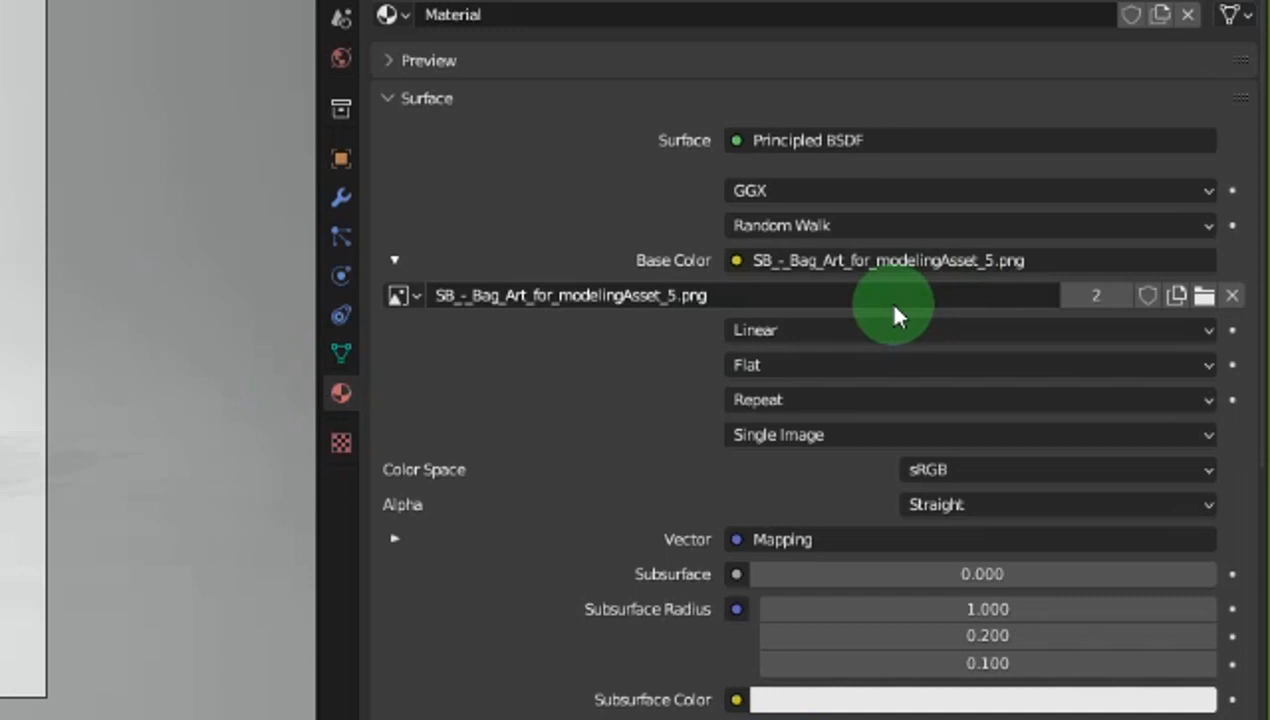 Material
Preview
Surface
Surface Principled BSDF
GGX
Random Walk
Base Color SB_-_Bag_Art_for_modelingAsset_5.png
SB_-_Bag_Art_for_modelingAsset_5.png 2
Linear
Flat
Repeat
Single Image
Color Space sRGB
Alpha Straight
Vector Mapping
Subsurface 0.000
Subsurface Radius 1.000
0.200
0.100
Subsurface Color